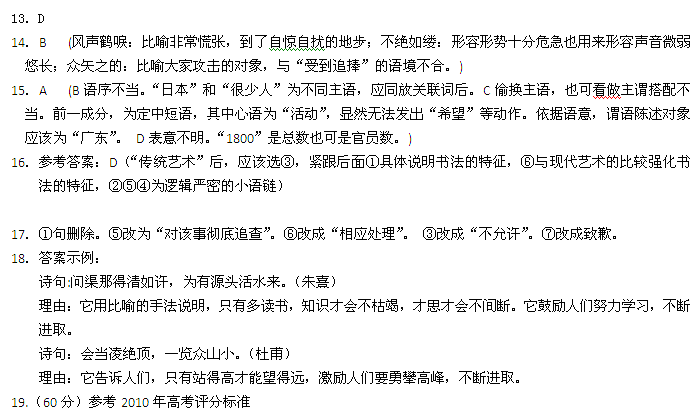 13. D
14. B （风声鹤唳：比喻非常慌张，到了自惊自扰的地步；不绝如缕：形容形势十分危急也用来形容声音微弱
悠长；众矢之的：比喻大家攻击的对象，与“受到追捧”的语境不合。）
15. A （B 语序不当。“日本”和“很少人”为不同主语，应同放关联词后。C 偷换主语，也可看做主谓搭配不
当。前一成分，为定中短语，其中心语为“活动”，显然无法发出“希望”等动作。依据语意，谓语陈述对象
应该为“广东”。 D 表意不明。“1800”是总数也可是官员数。）
16. 参考答案：D（“传统艺术”后，应该选③，紧跟后面①具体说明书法的特征，⑥与现代艺术的比较强化书
法的特征，②⑤④为逻辑严密的小语链）
17. ①句删除。⑤改为“对该事彻底追查”。⑥改成“相应处理”。 ③改成“不允许”。⑦改成致歉。
18. 答案示例：
诗句:问渠那得清如许，为有源头活水来。（朱熹）
理由：它用比喻的手法说明，只有多读书，知识才会不枯竭，才思才会不间断。它鼓励人们努力学习，不断
进取。
诗句：会当凌绝顶，一览众山小。（杜甫）
理由：它告诉人们，只有站得高才能望得远，激励人们要勇攀高峰，不断进取。
19.（60 分）参考 2010 年高考评分标准